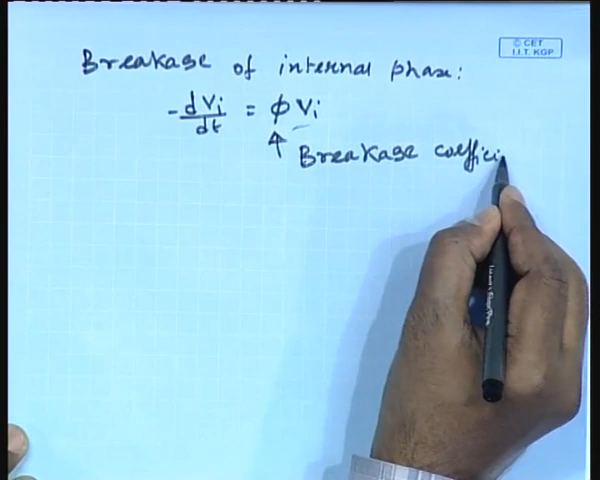 Breakage of internal phase:
© CET
I.I.T. KGP
-dVi/dt = ϕ Vi
↑ Breakage coeffici